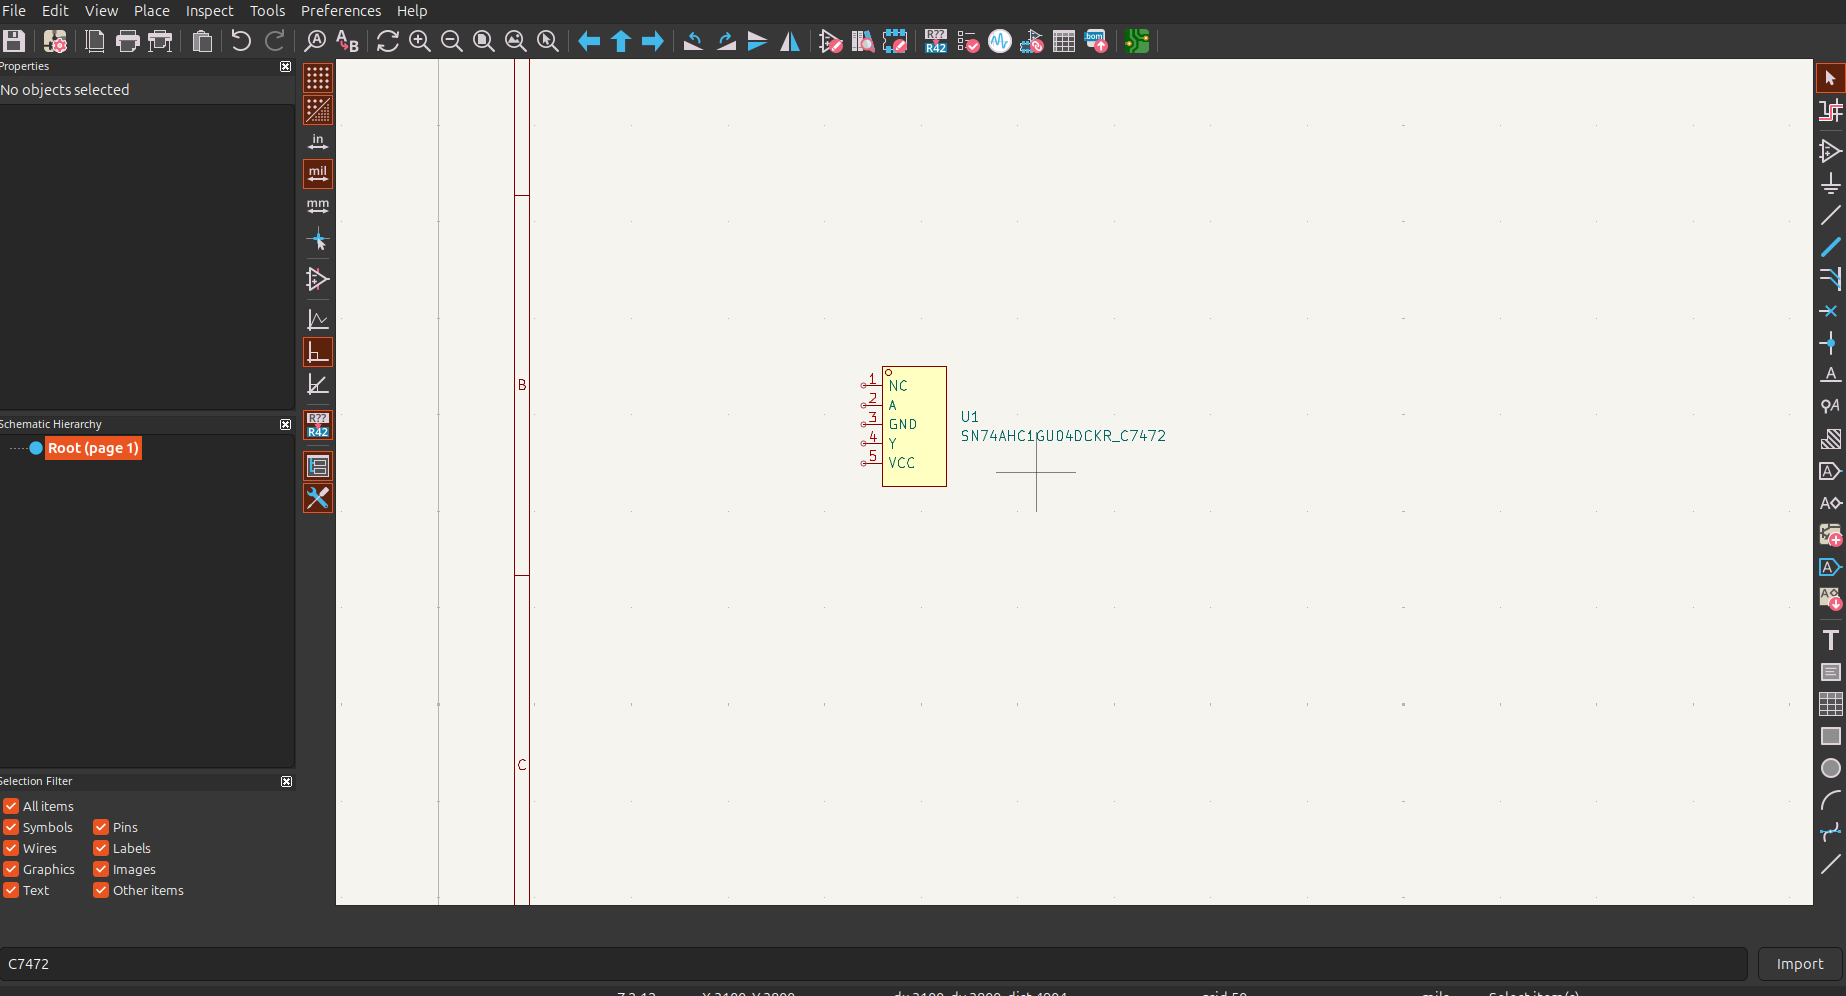 File Edit View Place Inspect Tools Preferences Help
A
A B
R??
R42
bom
Properties
No objects selected
in
mil
mm
R??
R42
B
C
1 NC
2 A
3 GND
4 Y
5 VCC
U1
SN74AHC1GU04DCKR_C7472
Schematic Hierarchy
Root (page 1)
Selection Filter
All items
Symbols Pins
Wires Labels
Graphics Images
Text Other items
A
A
A
A
A
A
T
C7472
Import